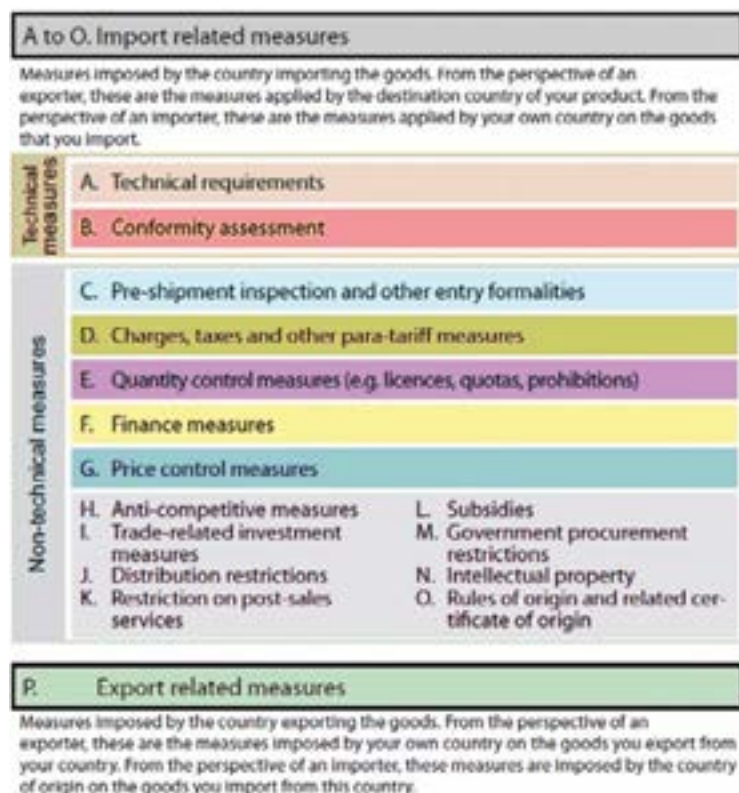 A to O. Import related measures
Measures imposed by the country importing the goods. From the perspective of an
exporter, these are the measures applied by the destination country of your product. From the
perspective of an importer, these are the measures applied by your own country on the goods
that you import.
Technical
measures
A. Technical requirements
B. Conformity assessment
Non-technical measures
C. Pre-shipment inspection and other entry formalities
D. Charges, taxes and other para-tariff measures
E. Quantity control measures (e.g. licences, quotas, prohibitions)
F. Finance measures
G. Price control measures
H. Anti-competitive measures
I. Trade-related investment
measures
J. Distribution restrictions
K. Restriction on post-sales
services
L. Subsidies
M. Government procurement
restrictions
N. Intellectual property
O. Rules of origin and related cer-
tificate of origin
P. Export related measures
Measures imposed by the country exporting the goods. From the perspective of an
exporter, these are the measures imposed by your own country on the goods you export from
your country. From the perspective of an importer, these measures are imposed by the country
of origin on the goods you import from this country.